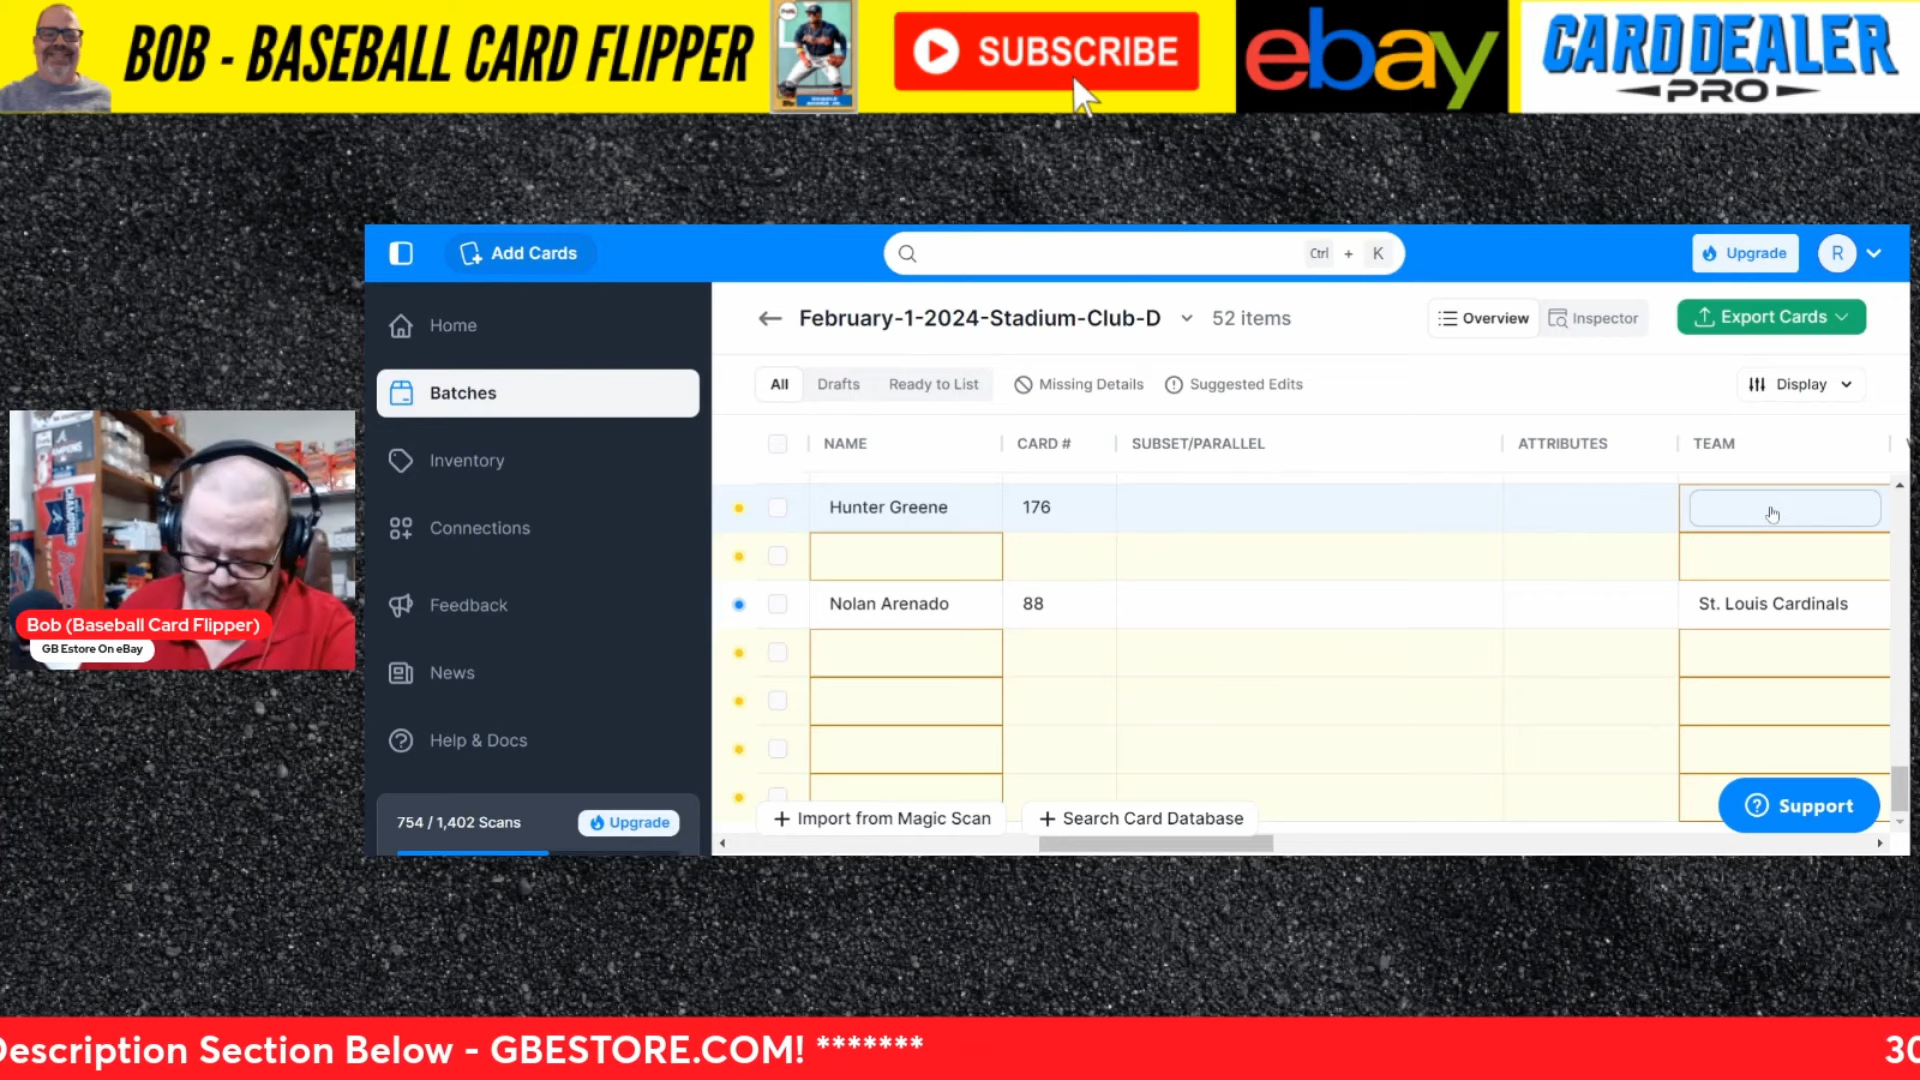 BOB - BASEBALL CARD FLIPPER
SUBSCRIBE
ebay
CARD DEALER
PRO
Add Cards
Ctrl + K
Upgrade
R
Home
Batches
Inventory
Connections
Feedback
News
Help & Docs
754 / 1,402 Scans
Upgrade
February-1-2024-Stadium-Club-D
52 items
Overview
Inspector
Export Cards
All
Drafts
Ready to List
Missing Details
Suggested Edits
Display
NAME
CARD #
SUBSET/PARALLEL
ATTRIBUTES
TEAM
Hunter Greene
176
Nolan Arenado
88
St. Louis Cardinals
+ Import from Magic Scan
+ Search Card Database
Support
CHAMPIONS
Bob (Baseball Card Flipper)
GB Estore On eBay
Description Section Below - GBESTORE.COM! *******
30